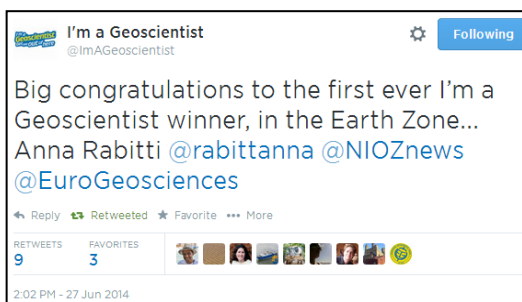 I'm a Geoscientist
@ImAGeoscientist
Following
Big congratulations to the first ever I'm a
Geoscientist winner, in the Earth Zone...
Anna Rabitti @rabittanna @NIOZnews
@EuroGeosciences
Reply Retweeted Favorite More
RETWEETS FAVORITES
9 3
2:02 PM - 27 Jun 2014